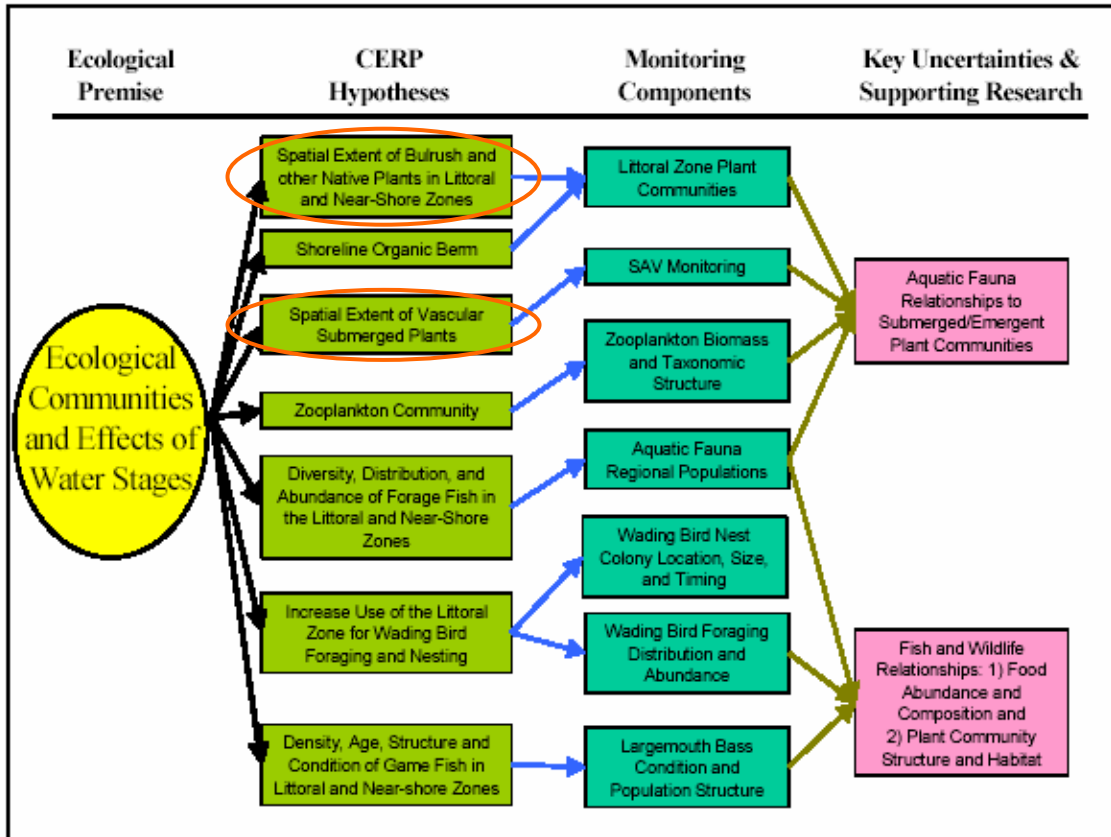 Ecological
Premise
CERP
Hypotheses
Monitoring
Components
Key Uncertainties &
Supporting Research
Ecological
Communities
and Effects of
Water Stages
Spatial Extent of Bulrush and
other Native Plants in Littoral
and Near-Shore Zones
Shoreline Organic Berm
Spatial Extent of Vascular
Submerged Plants
Zooplankton Community
Diversity, Distribution, and
Abundance of Forage Fish in
the Littoral and Near-Shore
Zones
Increase Use of the Littoral
Zone for Wading Bird
Foraging and Nesting
Density, Age, Structure and
Condition of Game Fish in
Littoral and Near-shore Zones
Littoral Zone Plant
Communities
SAV Monitoring
Zooplankton Biomass
and Taxonomic
Structure
Aquatic Fauna
Regional Populations
Wading Bird Nest
Colony Location, Size,
and Timing
Wading Bird Foraging
Distribution and
Abundance
Largemouth Bass
Condition and
Population Structure
Aquatic Fauna
Relationships to
Submerged/Emergent
Plant Communities
Fish and Wildlife
Relationships: 1) Food
Abundance and
Composition and
2) Plant Community
Structure and Habitat